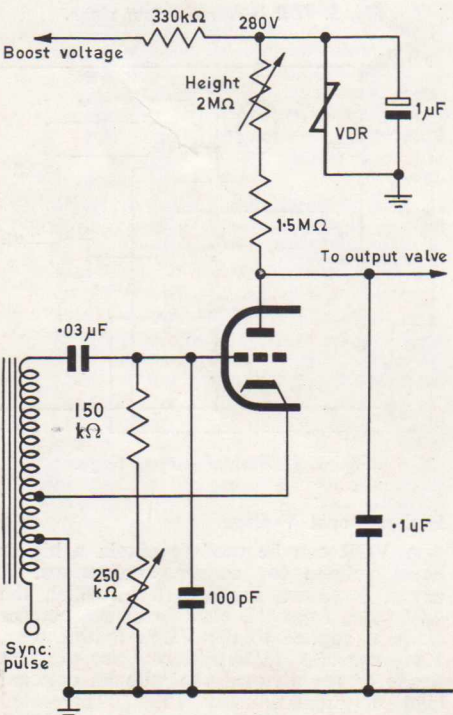 330kΩ
280V
Boost voltage
Height
2MΩ
VDR
1µF
1·5MΩ
To output valve
·03µF
150
kΩ
250
kΩ
100pF
·1uF
Sync.
pulse